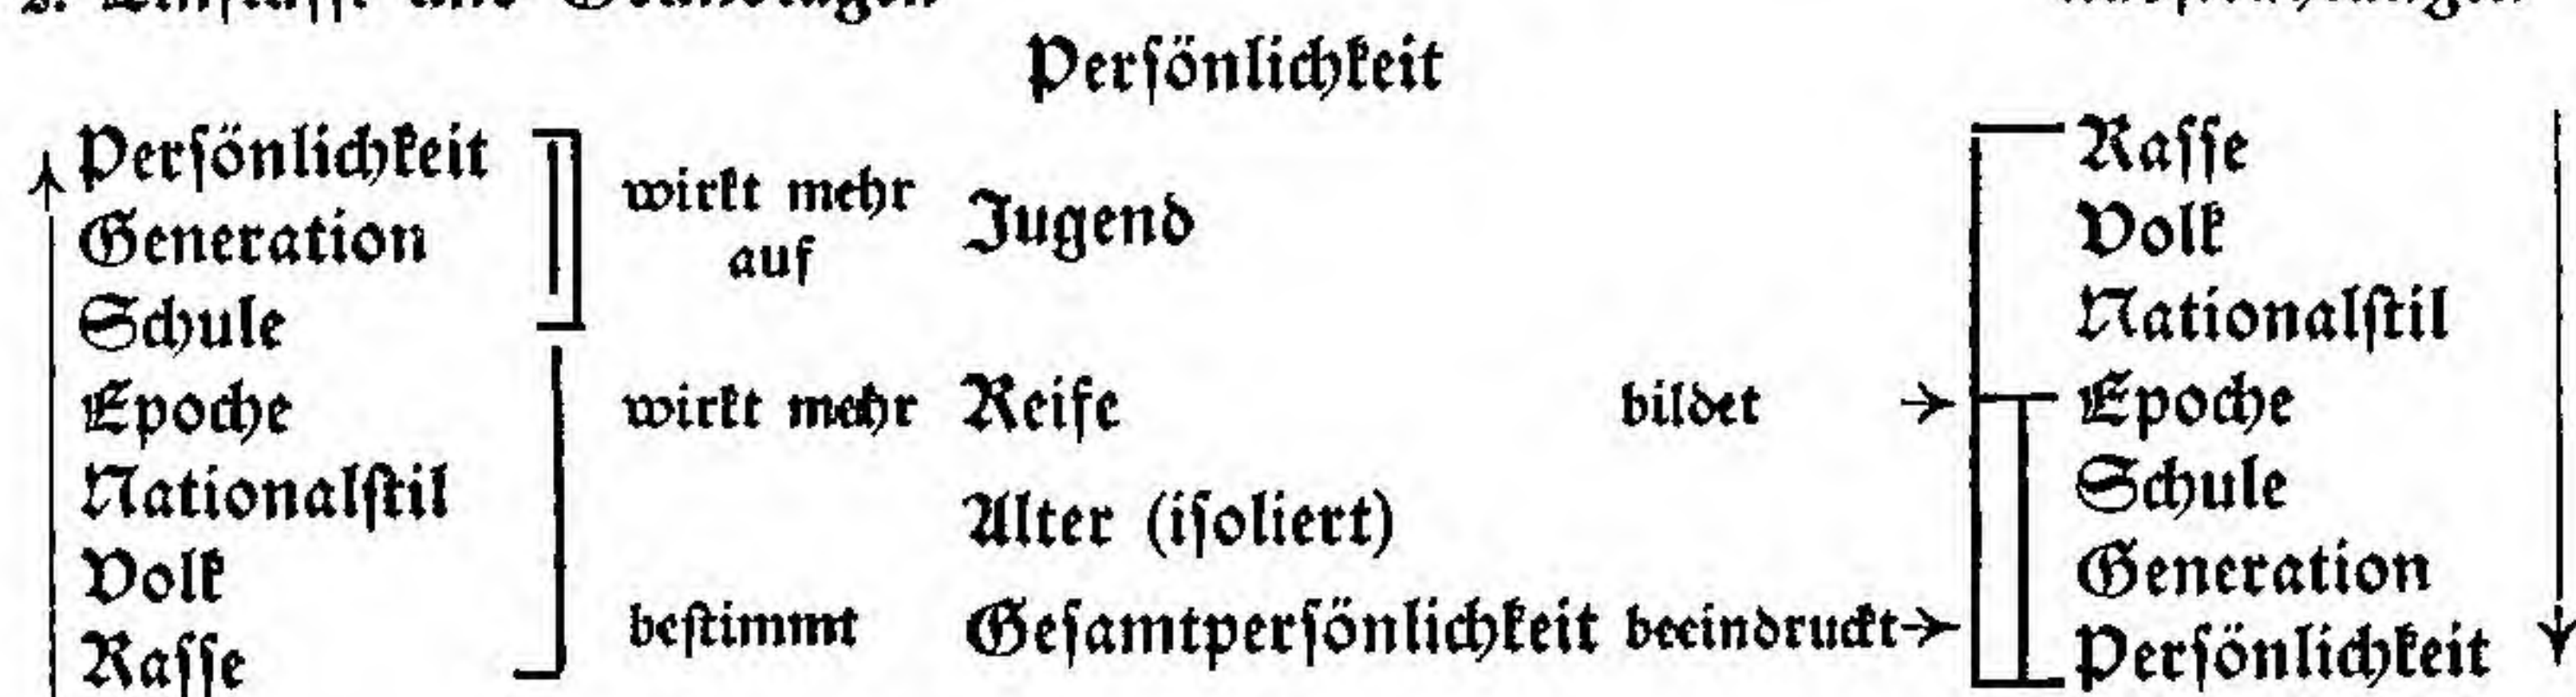 Persönlichkeit
Persönlichkeit
Generation
Schule
Epoche
Nationalstil
Volk
Rasse
wirkt mehr
auf
wirkt mehr
bestimmt
Jugend
Reife
Alter (isoliert)
Gesamtpersönlichkeit
bildet →
beeindruckt→
Rasse
Volk
Nationalstil
Epoche
Schule
Generation
Persönlichkeit